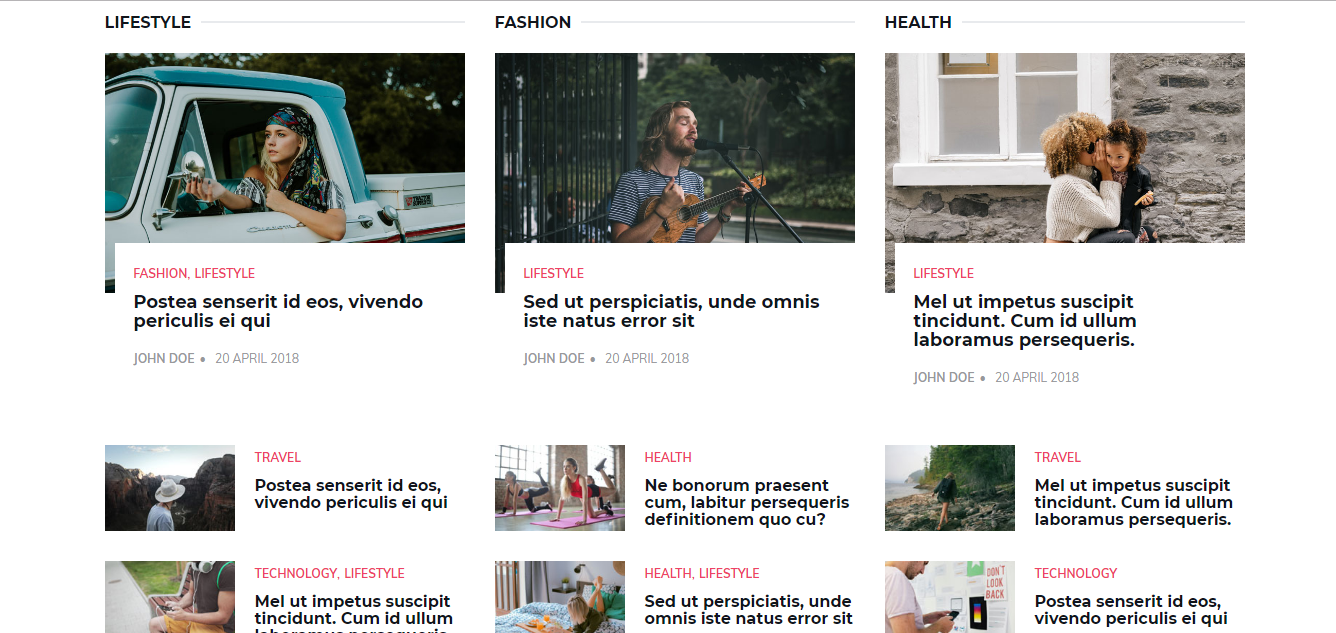 LIFESTYLE
FASHION, LIFESTYLE
Postea senserit id eos, vivendo
periculis ei qui
JOHN DOE • 20 APRIL 2018
TRAVEL
Postea senserit id eos,
vivendo periculis ei qui
TECHNOLOGY, LIFESTYLE
Mel ut impetus suscipit
tincidunt. Cum id ullum
FASHION
LIFESTYLE
Sed ut perspiciatis, unde omnis
iste natus error sit
JOHN DOE • 20 APRIL 2018
HEALTH
Ne bonorum praesent
cum, labitur persequeris
definitionem quo cu?
HEALTH, LIFESTYLE
Sed ut perspiciatis, unde
omnis iste natus error sit
HEALTH
LIFESTYLE
Mel ut impetus suscipit
tincidunt. Cum id ullum
laboramus persequeris.
JOHN DOE • 20 APRIL 2018
TRAVEL
Mel ut impetus suscipit
tincidunt. Cum id ullum
laboramus persequeris.
DON'T
LOOK
BACK
TECHNOLOGY
Postea senserit id eos,
vivendo periculis ei qui